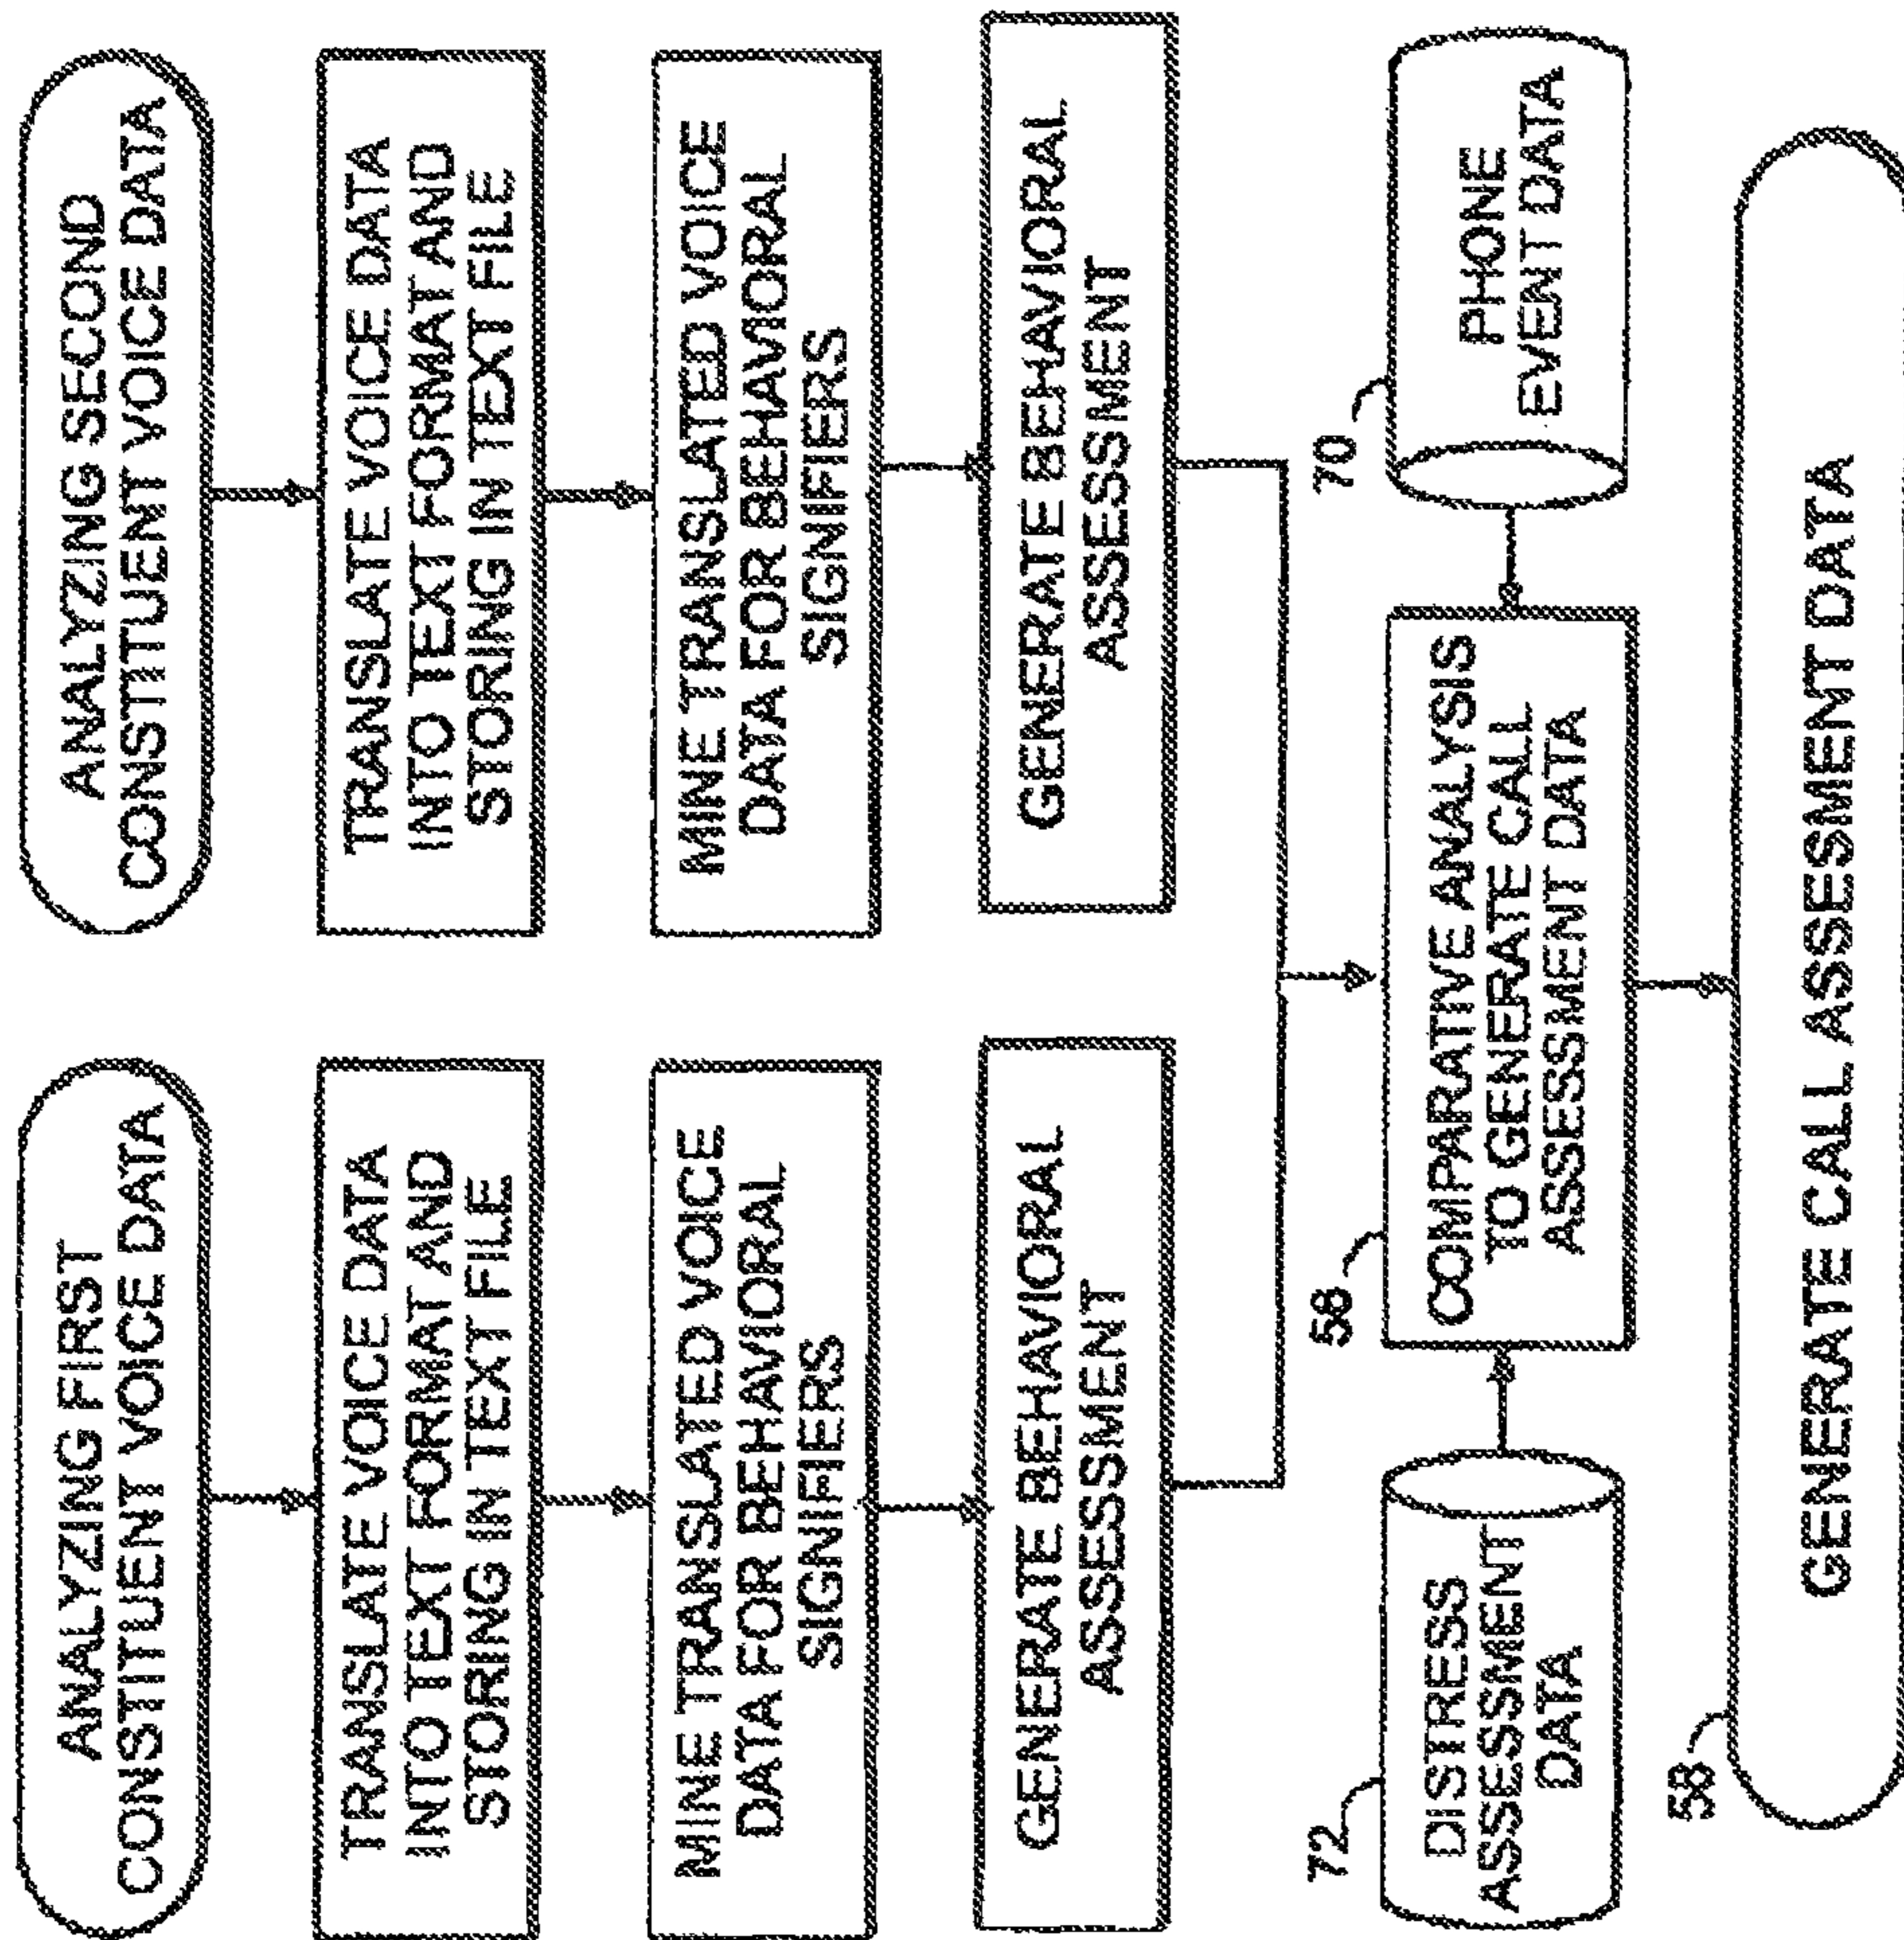 ANALYZING FIRST
CONSTITUENT VOICE DATA
TRANSLATE VOICE DATA
INTO TEXT FORMAT AND
STORING IN TEXT FILE
MINE TRANSLATED VOICE
DATA FOR BEHAVIORAL
SIGNIFIERS
GENERATE BEHAVIORAL
ASSESSMENT
ANALYZING SECOND
CONSTITUENT VOICE DATA
TRANSLATE VOICE DATA
INTO TEXT FORMAT AND
STORING IN TEXT FILE
MINE TRANSLATED VOICE
DATA FOR BEHAVIORAL
SIGNIFIERS
GENERATE BEHAVIORAL
ASSESSMENT
72
DISTRESS
ASSESSMENT
DATA
58
COMPARATIVE ANALYSIS
TO GENERATE CALL
ASSESSMENT DATA
70
PHONE
EVENT DATA
58
GENERATE CALL ASSESSMENT DATA